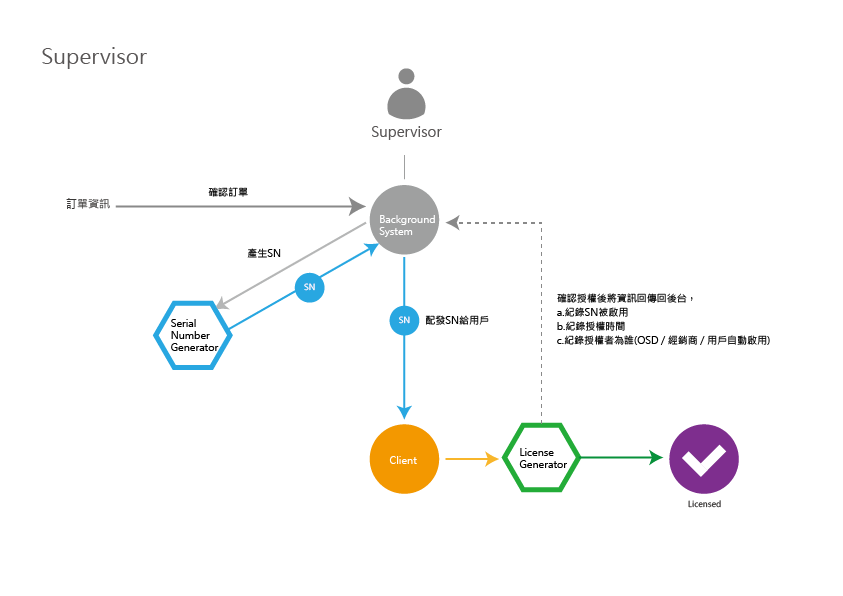 Supervisor
Supervisor
確認訂單
訂單資訊
Background
System
產生SN
SN
SN
配發SN給用戶
Serial
Number
Generator
確認授權後將資訊回傳回後台，
a.紀錄SN被啟用
b.紀錄授權時間
c.紀錄授權者為誰(OSD / 經銷商 / 用戶自動啟用)
Client
License
Generator
Licensed